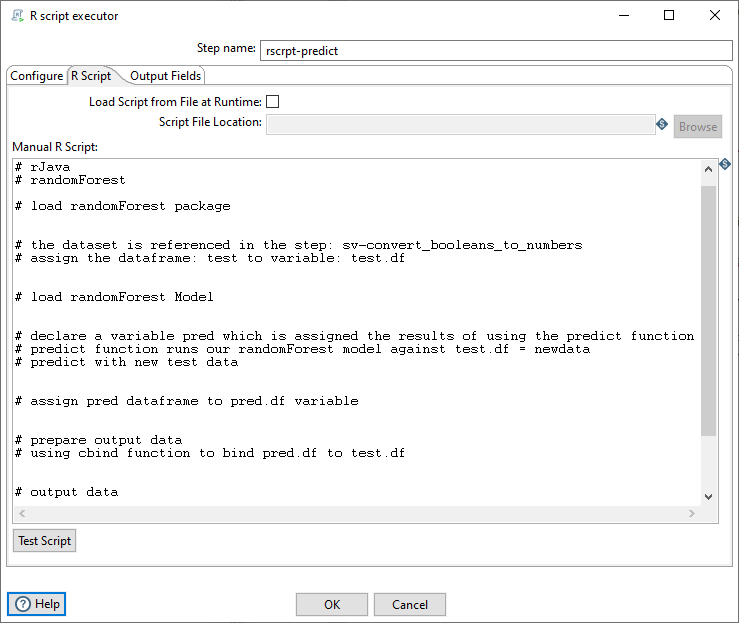 R script executor
Step name:
rscrpt-predict
Configure
R Script
Output Fields
Load Script from File at Runtime:
Script File Location:
Browse
Manual R Script:
# rJava
# randomForest
# load randomForest package
# the dataset is referenced in the step: sv-convert_booleans_to_numbers
# assign the dataframe: test to variable: test.df
# load randomForest Model
# declare a variable pred which is assigned the results of using the predict function
# predict function runs our randomForest model against test.df = newdata
# predict with new test data
# assign pred dataframe to pred.df variable
# prepare output data
# using cbind function to bind pred.df to test.df
# output data
Test Script
Help
OK
Cancel